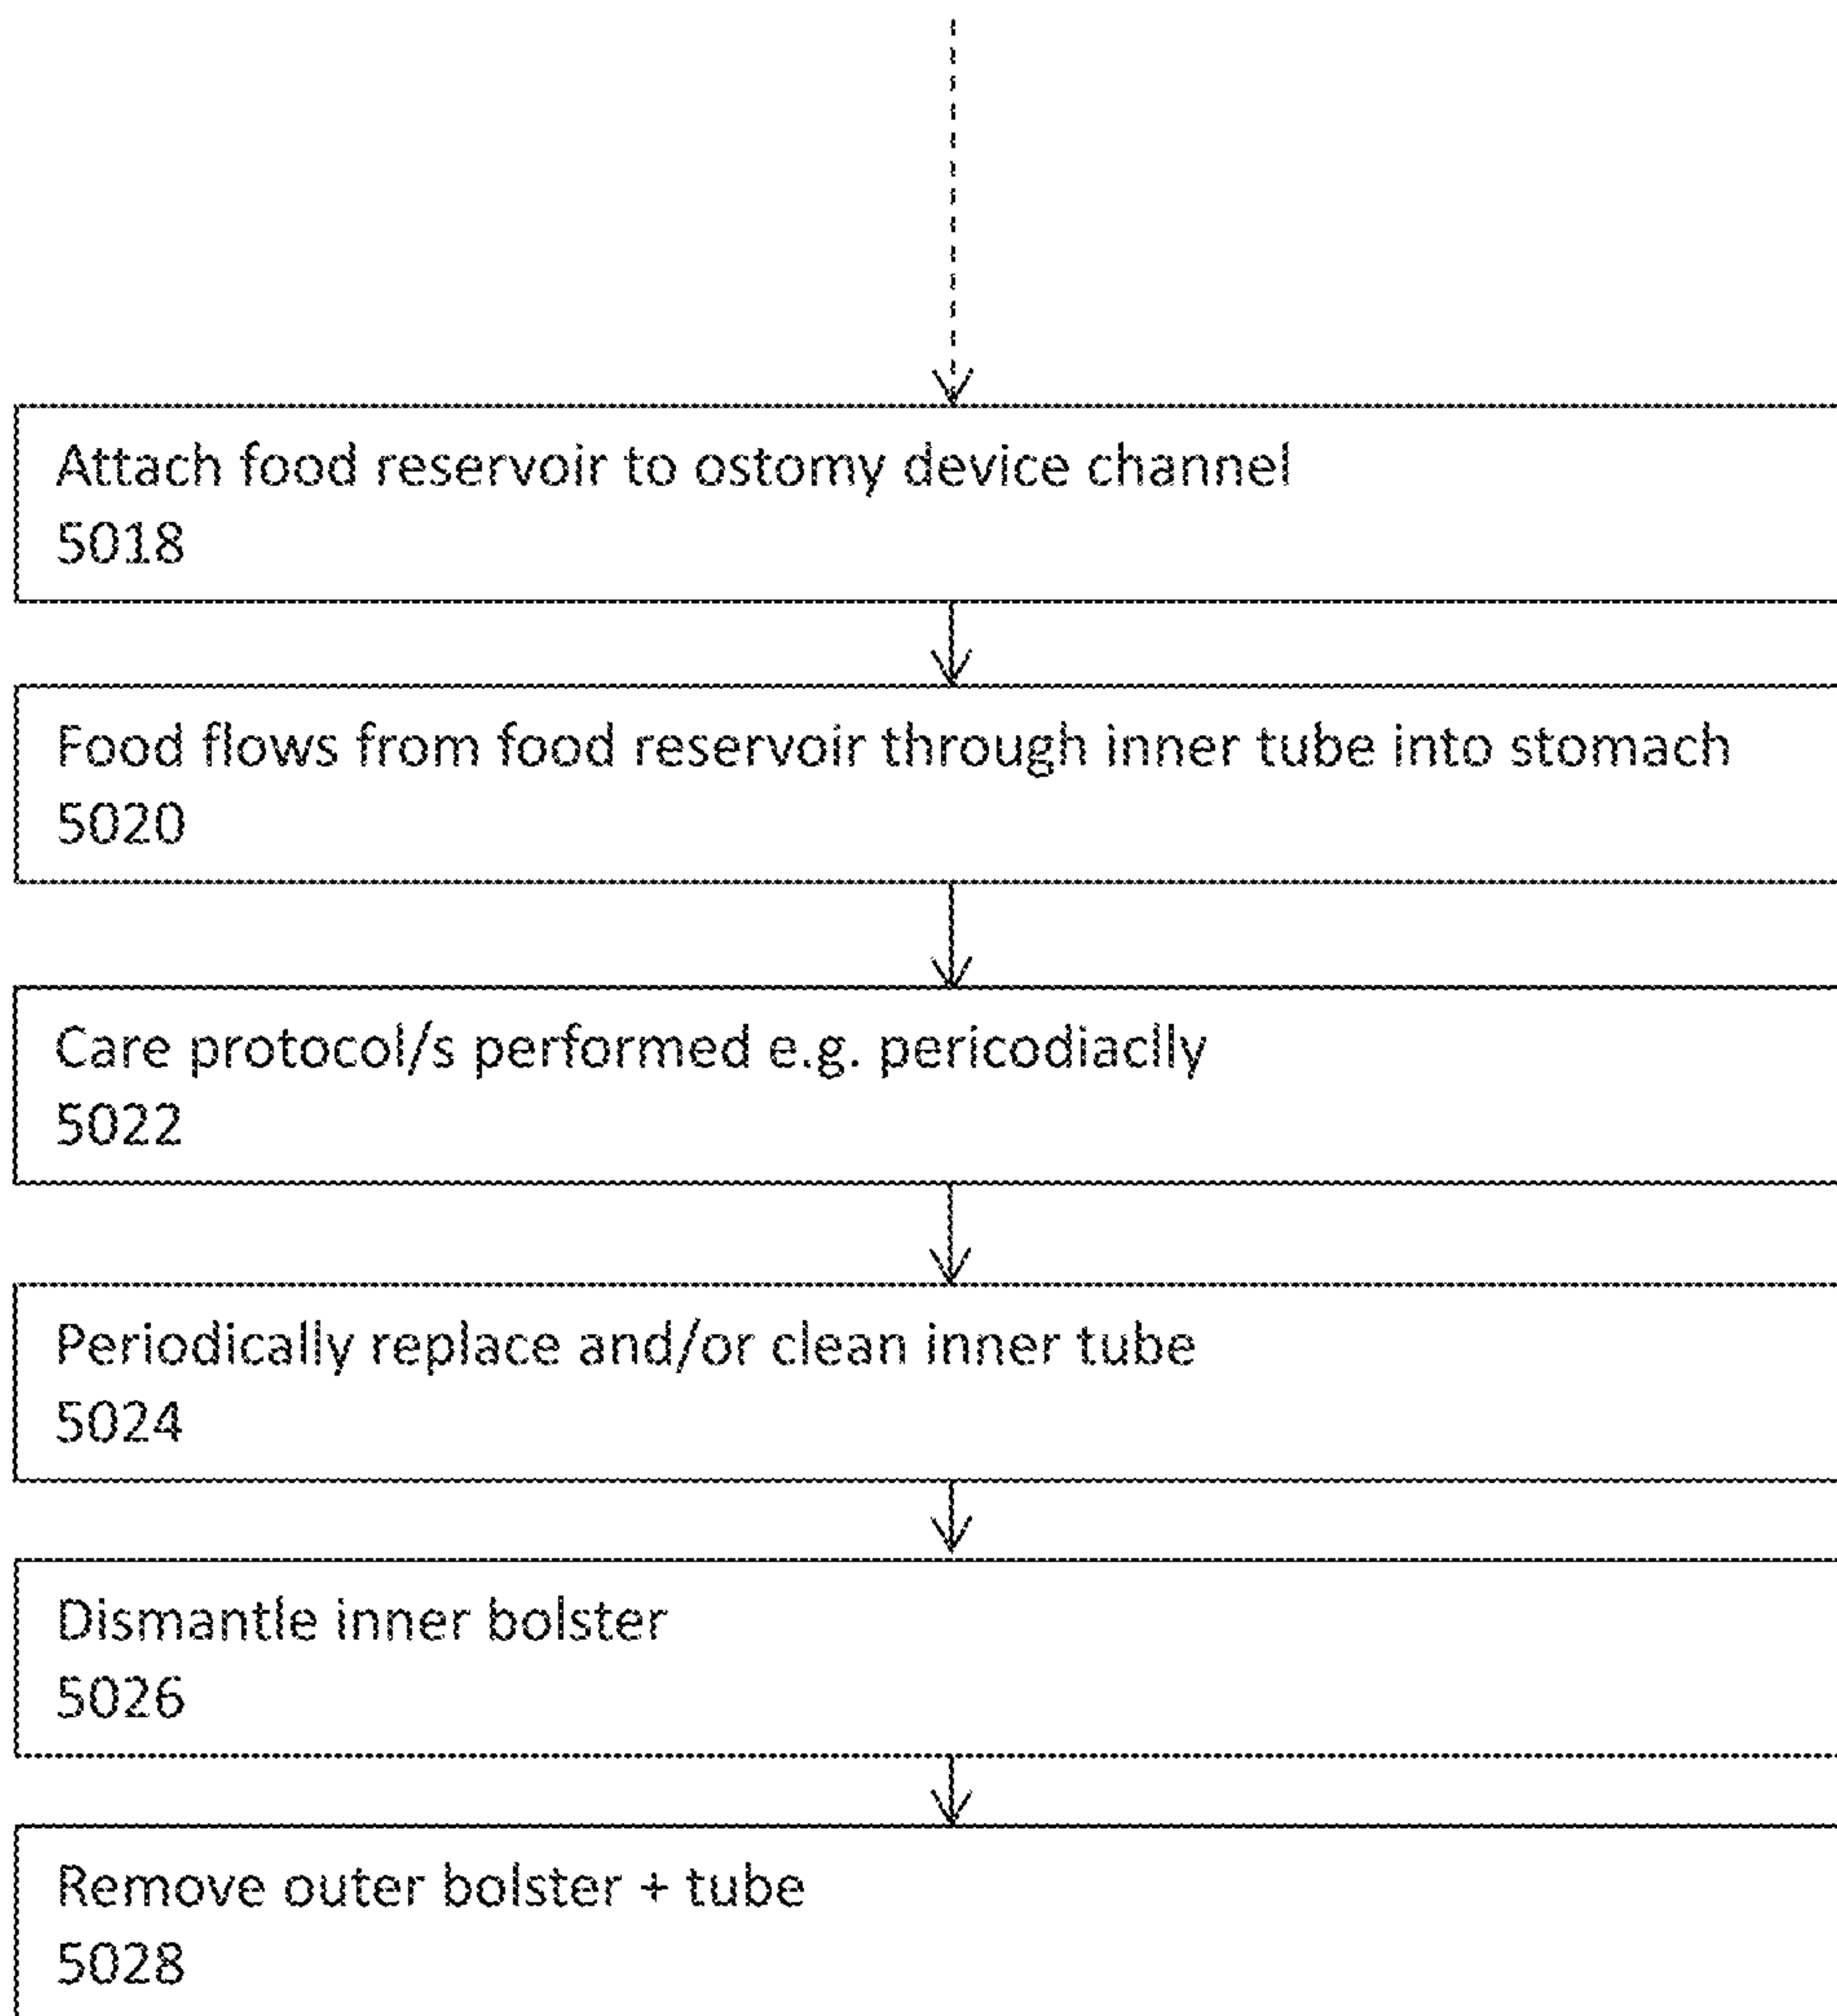 Attach food reservoir to ostomy device channel
5018
Food flows from food reservoir through inner tube into stomach
5020
Care protocol/s performed e.g. pericodiaclly
5022
Periodically replace and/or clean inner tube
5024
Dismantle inner bolster
5026
Remove outer bolster + tube
5028